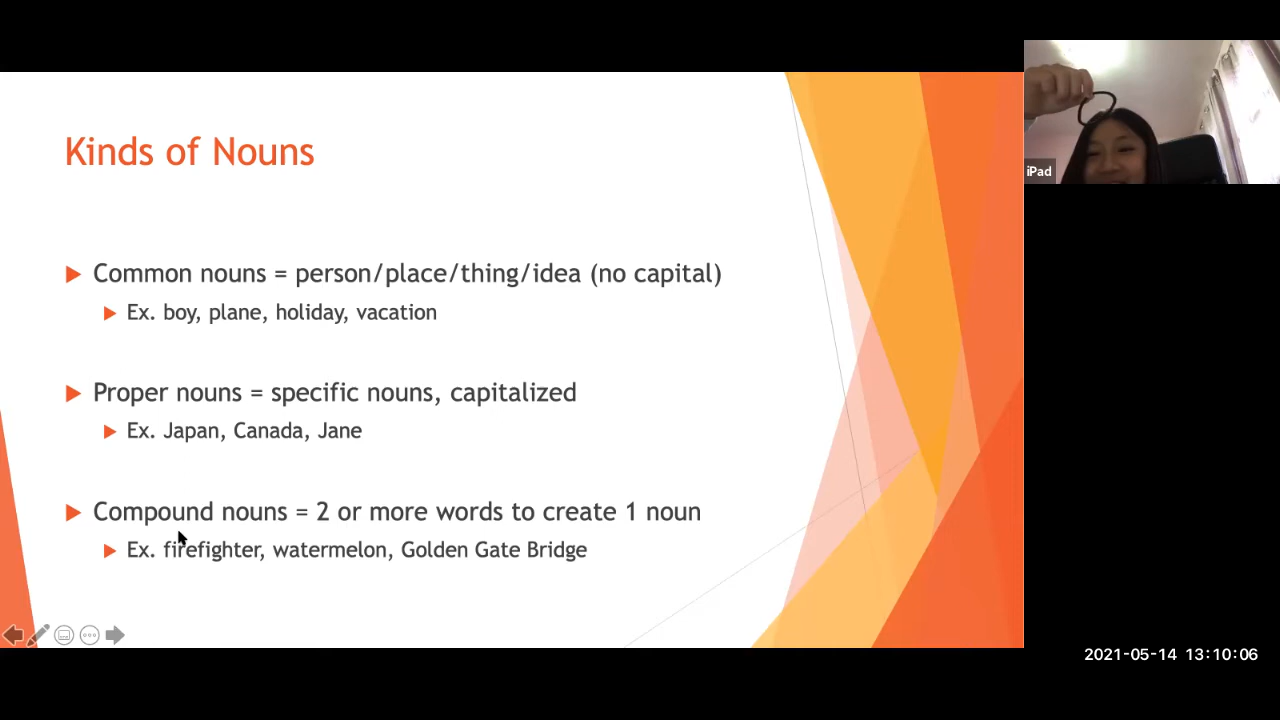 Kinds of Nouns
Common nouns = person/place/thing/idea (no capital)
Ex. boy, plane, holiday, vacation
Proper nouns = specific nouns, capitalized
Ex. Japan, Canada, Jane
Compound nouns = 2 or more words to create 1 noun
Ex. firefighter, watermelon, Golden Gate Bridge
iPad
2021-05-14 13:10:06